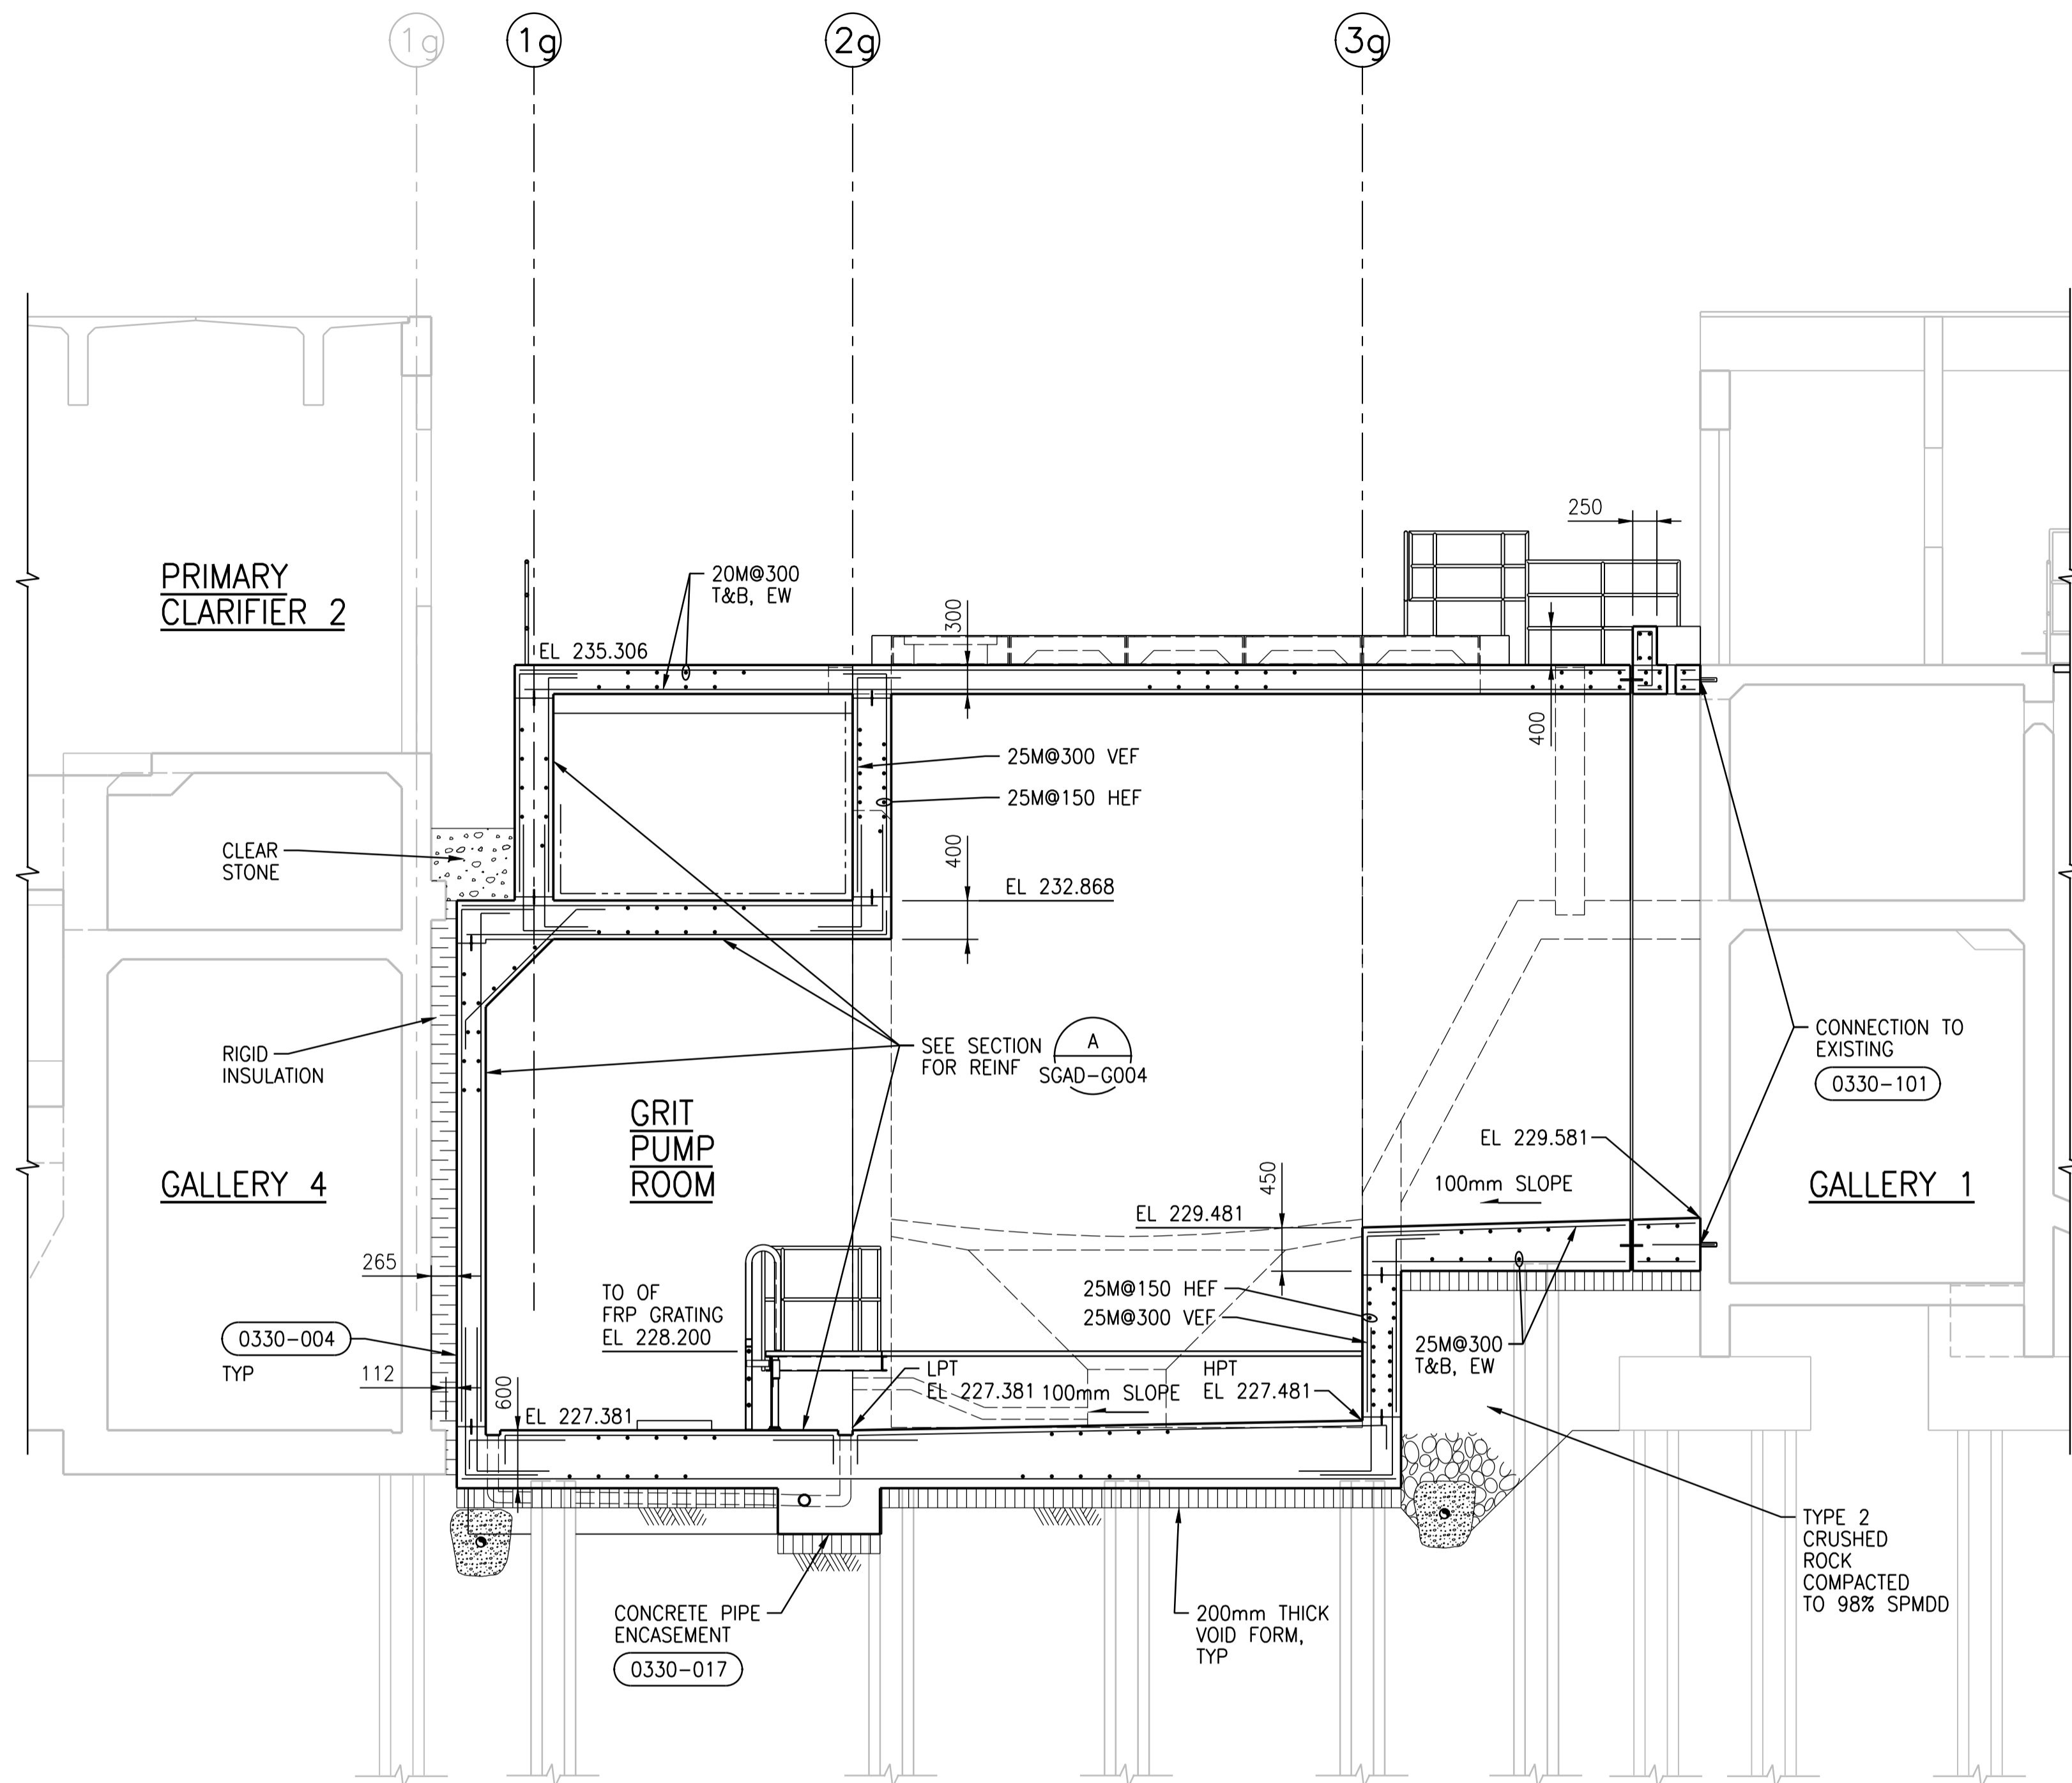 1g
1g
2g
3g
250
PRIMARY
CLARIFIER 2
20M@300
T&B, EW
300
EL 235.306
400
25M@300 VEF
25M@150 HEF
CLEAR
STONE
400
EL 232.868
RIGID
INSULATION
SEE SECTION
FOR REINF
A
SGAD-G004
CONNECTION TO
EXISTING
0330-101
GRIT
PUMP
ROOM
GALLERY 4
EL 229.581
100mm SLOPE
GALLERY 1
450
EL 229.481
265
TO OF
FRP GRATING
EL 228.200
25M@150 HEF
25M@300 VEF
0330-004
TYP
25M@300
T&B, EW
112
600
LPT
EL 227.381
100mm SLOPE
HPT
EL 227.481
EL 227.381
CONCRETE PIPE
ENCASEMENT
0330-017
200mm THICK
VOID FORM,
TYP
TYPE 2
CRUSHED
ROCK
COMPACTED
TO 98% SPMDD